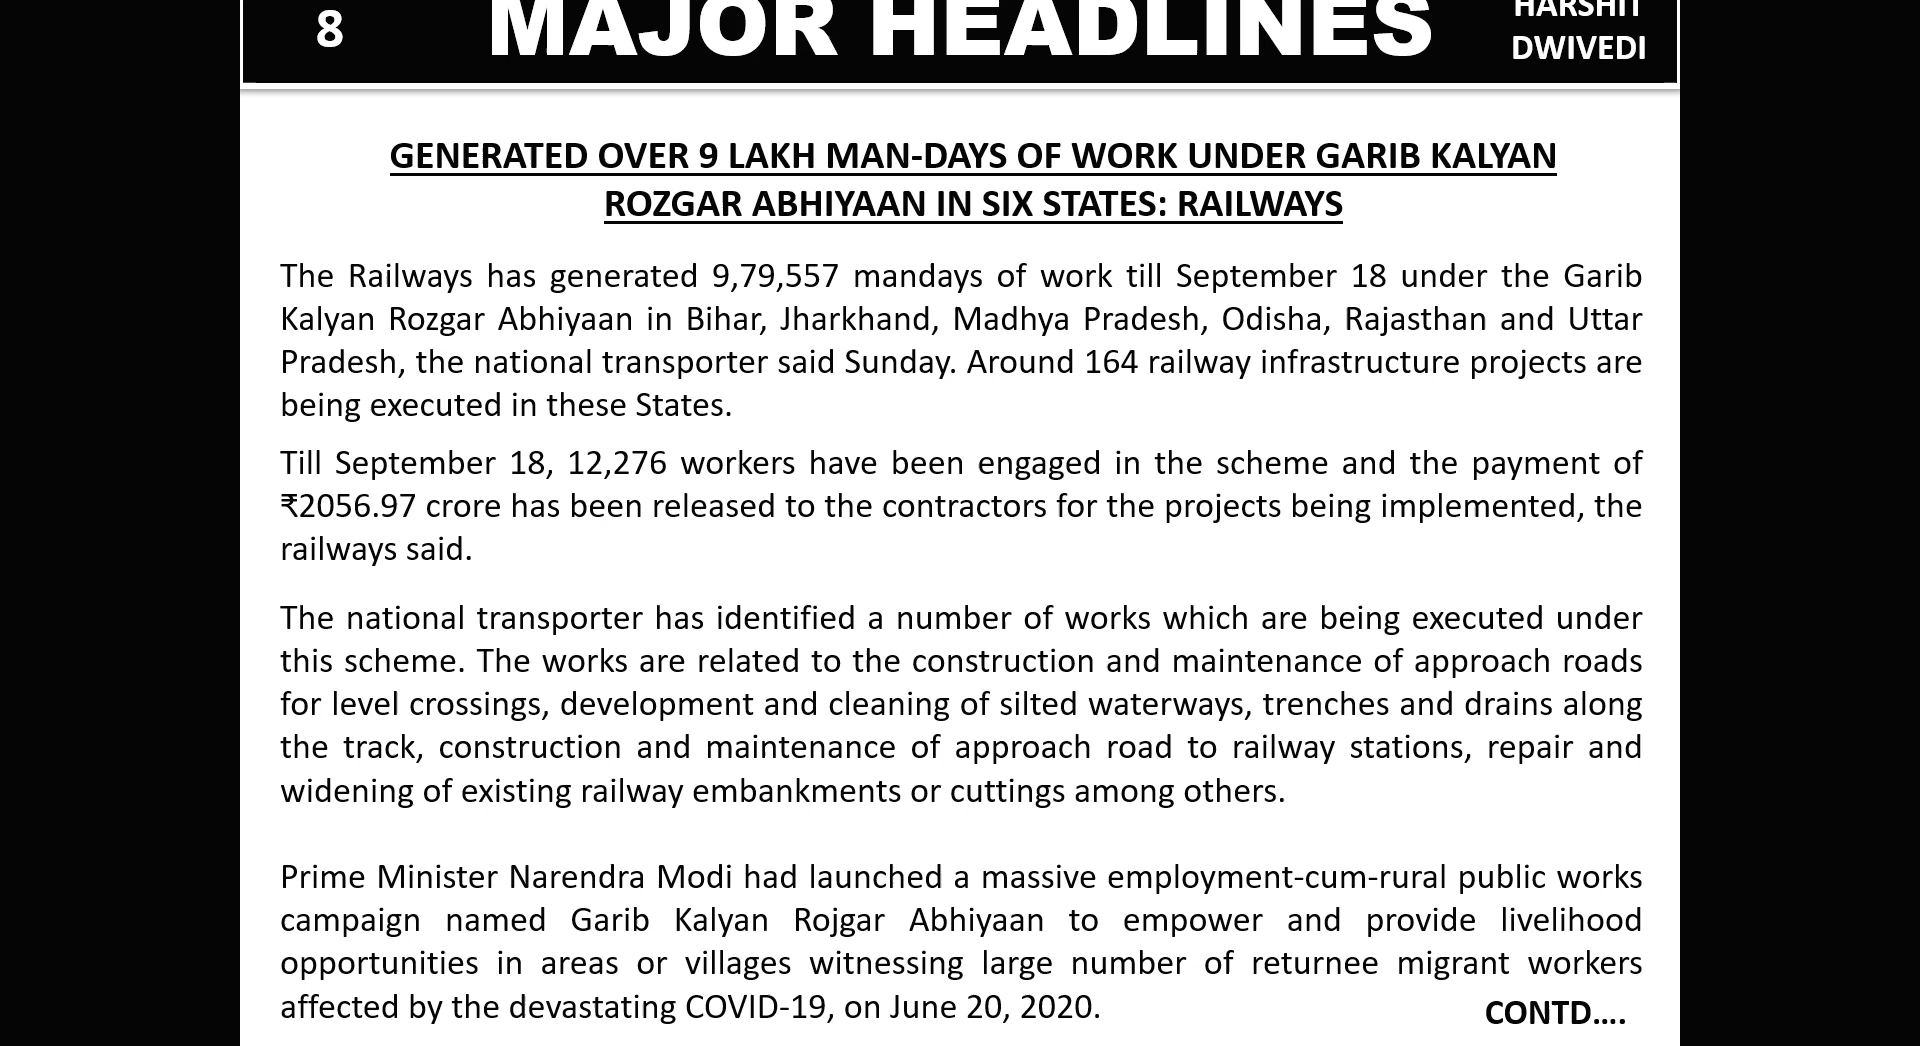 8
MAJOR HEADLINES
HARSHIT
DWIVEDI
GENERATED OVER 9 LAKH MAN-DAYS OF WORK UNDER GARIB KALYAN
ROZGAR ABHIYAAN IN SIX STATES: RAILWAYS
The Railways has generated 9,79,557 mandays of work till September 18 under the Garib
Kalyan Rozgar Abhiyaan in Bihar, Jharkhand, Madhya Pradesh, Odisha, Rajasthan and Uttar
Pradesh, the national transporter said Sunday. Around 164 railway infrastructure projects are
being executed in these States.
Till September 18, 12,276 workers have been engaged in the scheme and the payment of
₹2056.97 crore has been released to the contractors for the projects being implemented, the
railways said.
The national transporter has identified a number of works which are being executed under
this scheme. The works are related to the construction and maintenance of approach roads
for level crossings, development and cleaning of silted waterways, trenches and drains along
the track, construction and maintenance of approach road to railway stations, repair and
widening of existing railway embankments or cuttings among others.
Prime Minister Narendra Modi had launched a massive employment-cum-rural public works
campaign named Garib Kalyan Rojgar Abhiyaan to empower and provide livelihood
opportunities in areas or villages witnessing large number of returnee migrant workers
affected by the devastating COVID-19, on June 20, 2020.
CONTD....